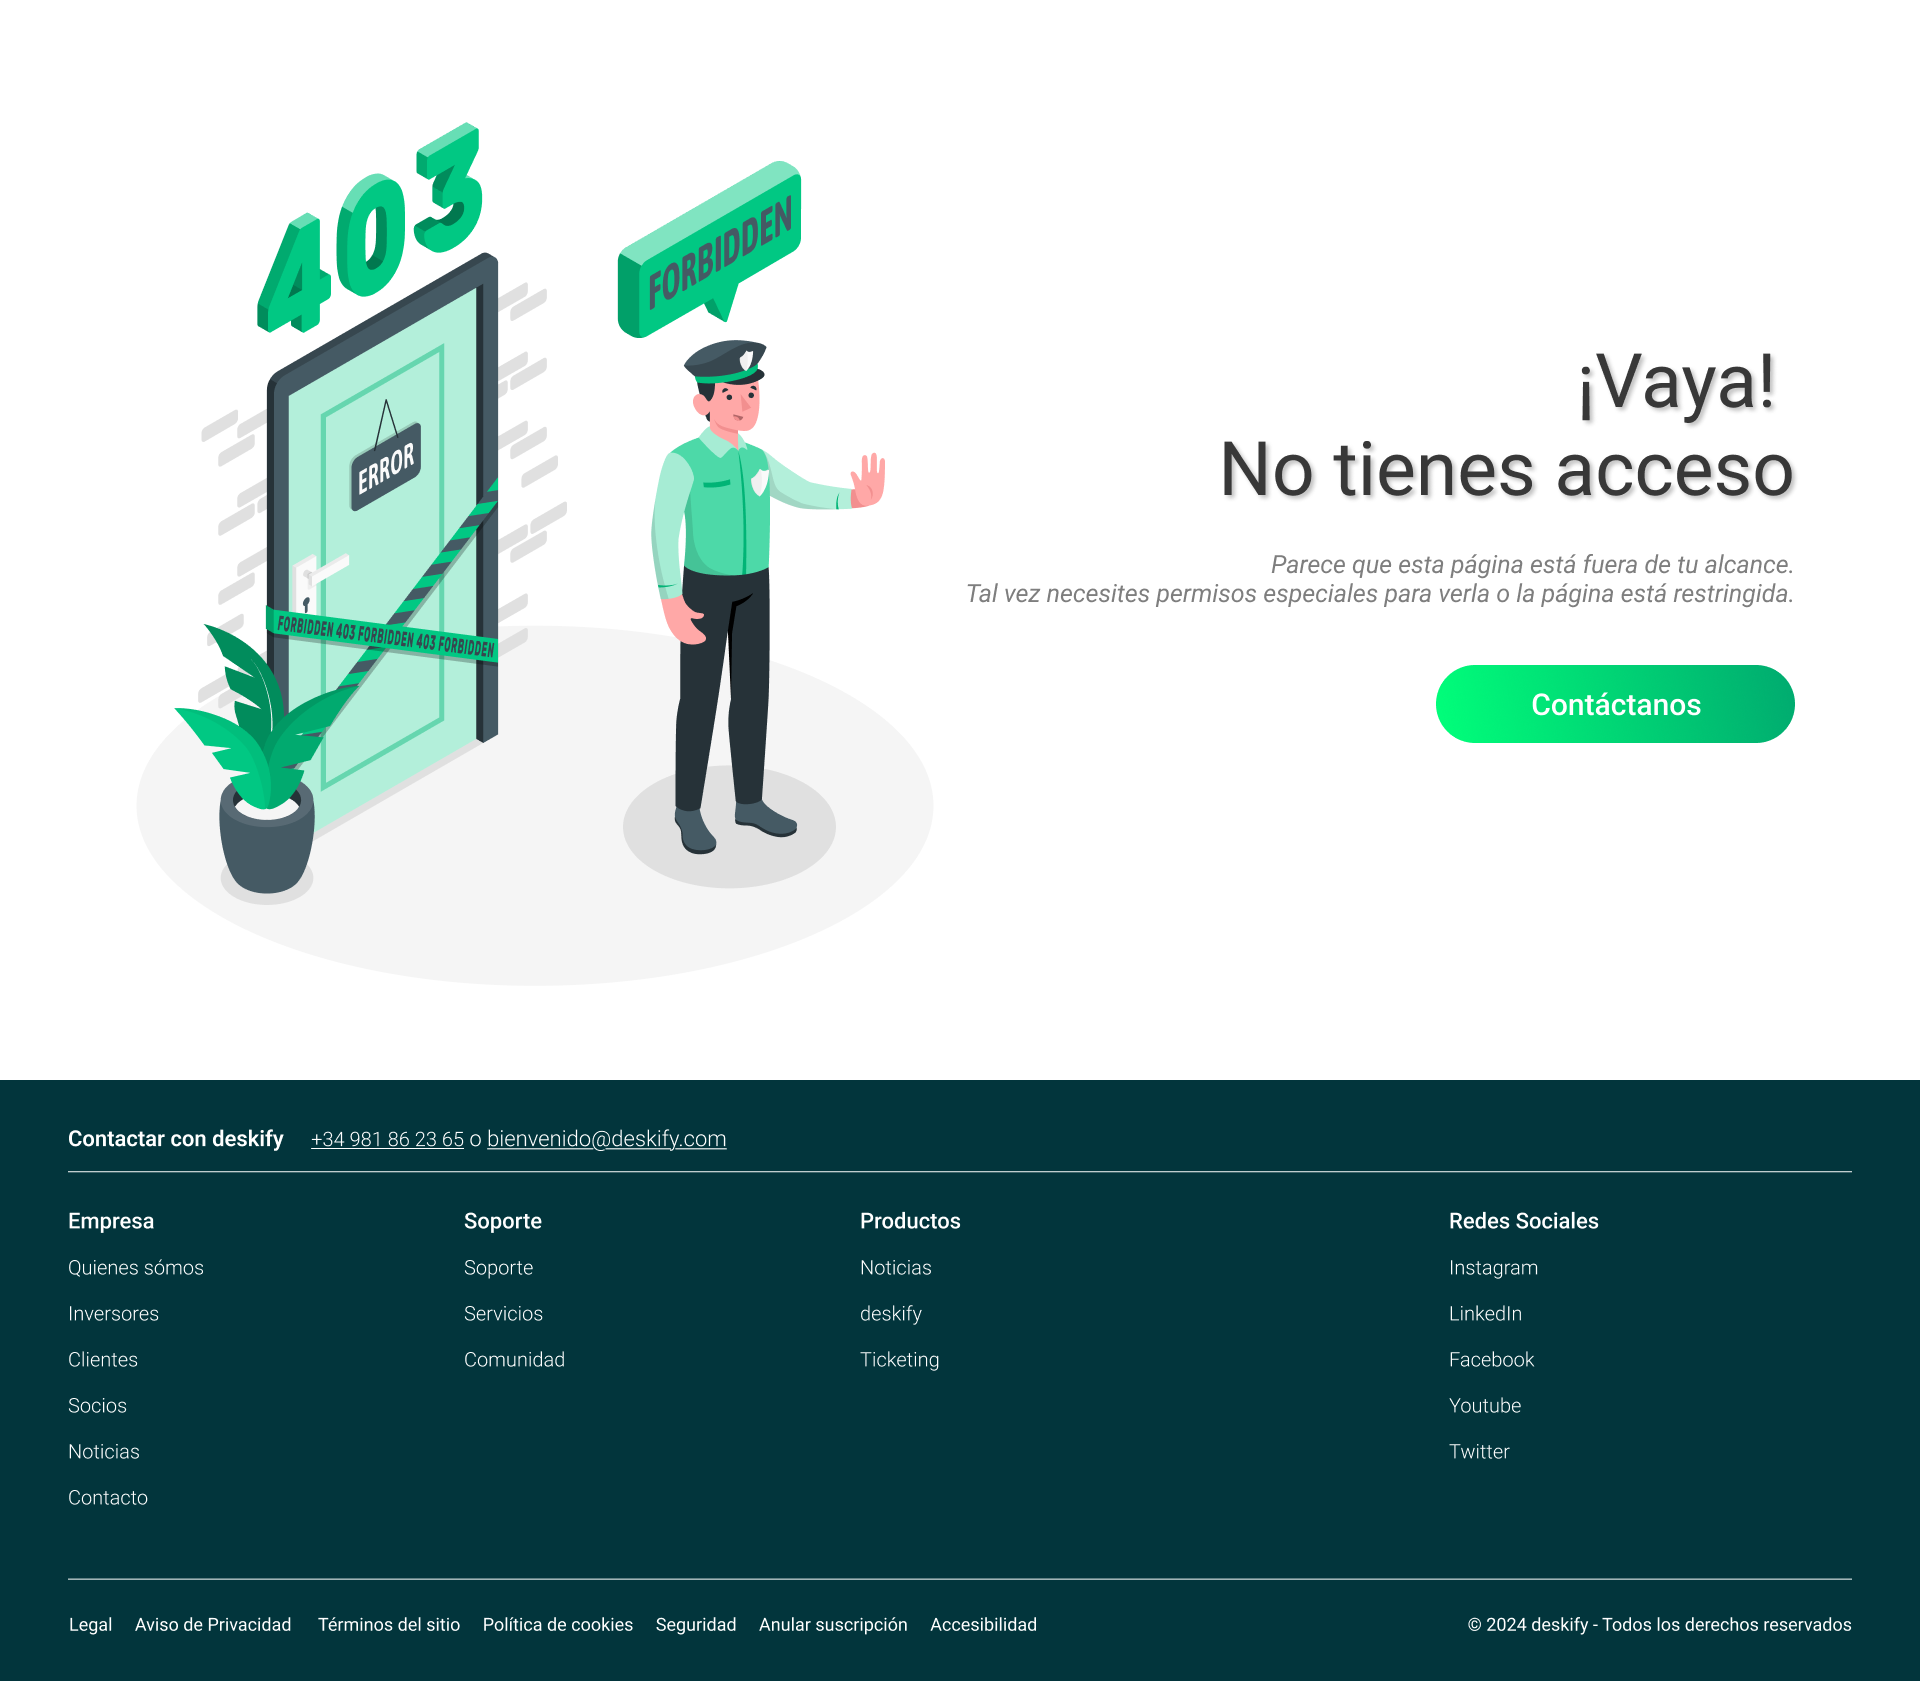 403
FORBIDDEN
ERROR
FORBIDDEN 403 FORBIDDEN 403 FORBIDDEN
¡Vaya!
No tienes acceso
Parece que esta página está fuera de tu alcance.
Tal vez necesites permisos especiales para verla o la página está restringida.
Contáctanos
Contactar con deskify +34 981 86 23 65 o bienvenido@deskify.com
Empresa
Quienes sómos
Inversores
Clientes
Socios
Noticias
Contacto
Soporte
Soporte
Servicios
Comunidad
Productos
Noticias
deskify
Ticketing
Redes Sociales
Instagram
LinkedIn
Facebook
Youtube
Twitter
Legal Aviso de Privacidad Términos del sitio Política de cookies Seguridad Anular suscripción Accesibilidad © 2024 deskify - Todos los derechos reservados